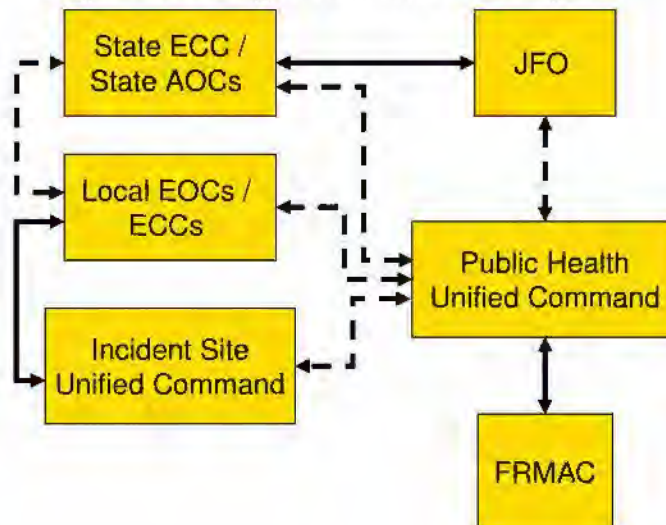 State ECC /
State AOCs
JFO
Local EOCs /
ECCs
Public Health
Unified Command
Incident Site
Unified Command
FRMAC